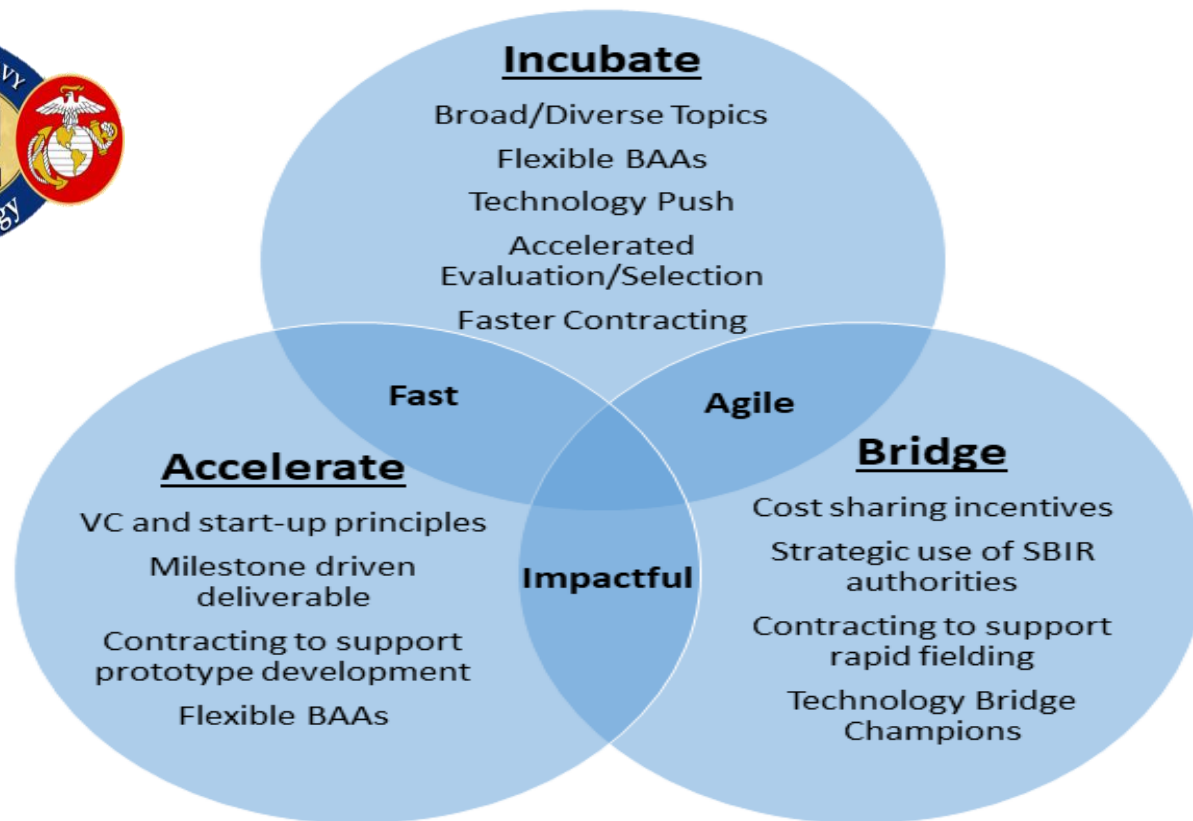 VY
gy
Incubate
Broad/Diverse Topics
Flexible BAAs
Technology Push
Accelerated
Evaluation/Selection
Faster Contracting
Fast
Agile
Accelerate
VC and start-up principles
Milestone driven
deliverable
Contracting to support
prototype development
Flexible BAAs
Impactful
Bridge
Cost sharing incentives
Strategic use of SBIR
authorities
Contracting to support
rapid fielding
Technology Bridge
Champions